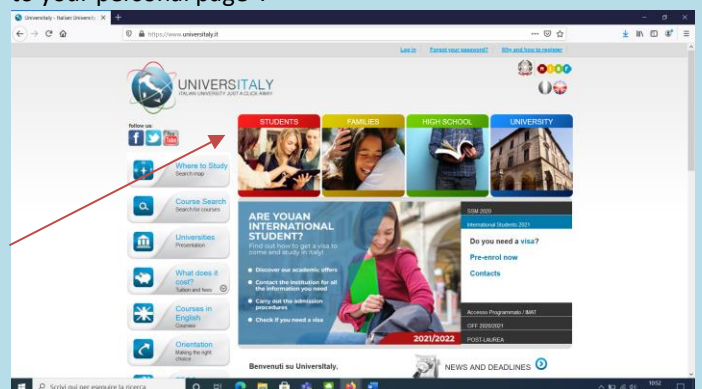 to your personal page".
Universitaly - Italian Universit
https://www.universitaly.it
Log in Forgot your password? Why and how to register
UNIVERSITALY
ITALIAN UNIVERSITY JUST A CLICK AWAY
miur
follow us:
STUDENTS FAMILIES HIGH SCHOOL UNIVERSITY
Where to Study
Search map
Course Search
Search for courses
Universities
Presentation
What does it
cost?
Tuition and fees
Courses in
English
Courses
Orientation
Making the right
choice
ARE YOUAN
INTERNATIONAL
STUDENT?
Find out how to get a visa to
come and study in Italy!
Discover our academic offers
Contact the institution for all
the information you need
Carry out the admission
procedures
Check if you need a visa
2021/2022
SSM 2020
International Students 2021
Do you need a visa?
Pre-enrol now
Contacts
Accesso Programmato / IMAT
OFF 2020/2021
POST-LAUREA
Benvenuti su Universitaly,
NEWS AND DEADLINES
Scrivi qui per eseguire la ricerca
10:52